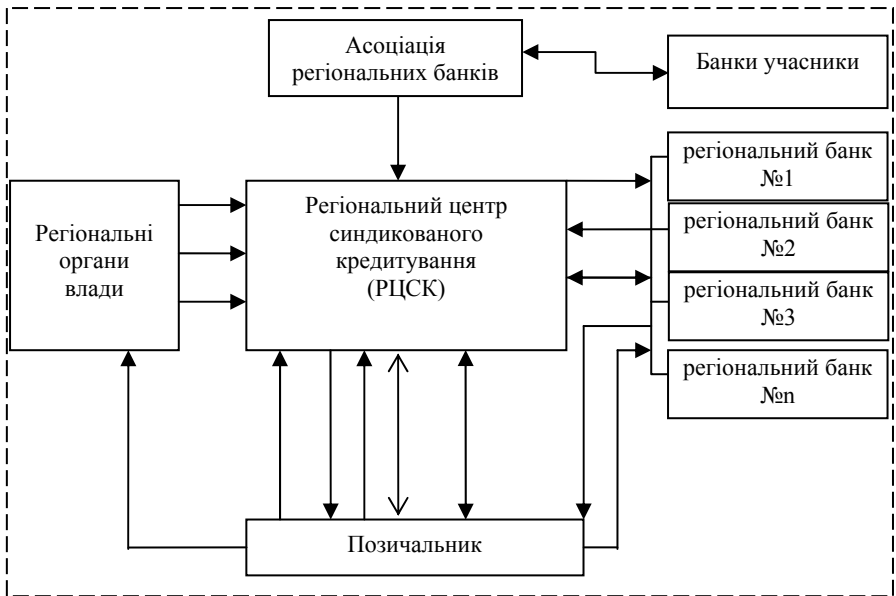 Асоціація
регіональних банків
Банки учасники
регіональний банк
№1
Регіональні
органи
влади
Регіональний центр
синдикованого
кредитування
(РЦСК)
регіональний банк
№2
регіональний банк
№3
регіональний банк
№n
Позичальник